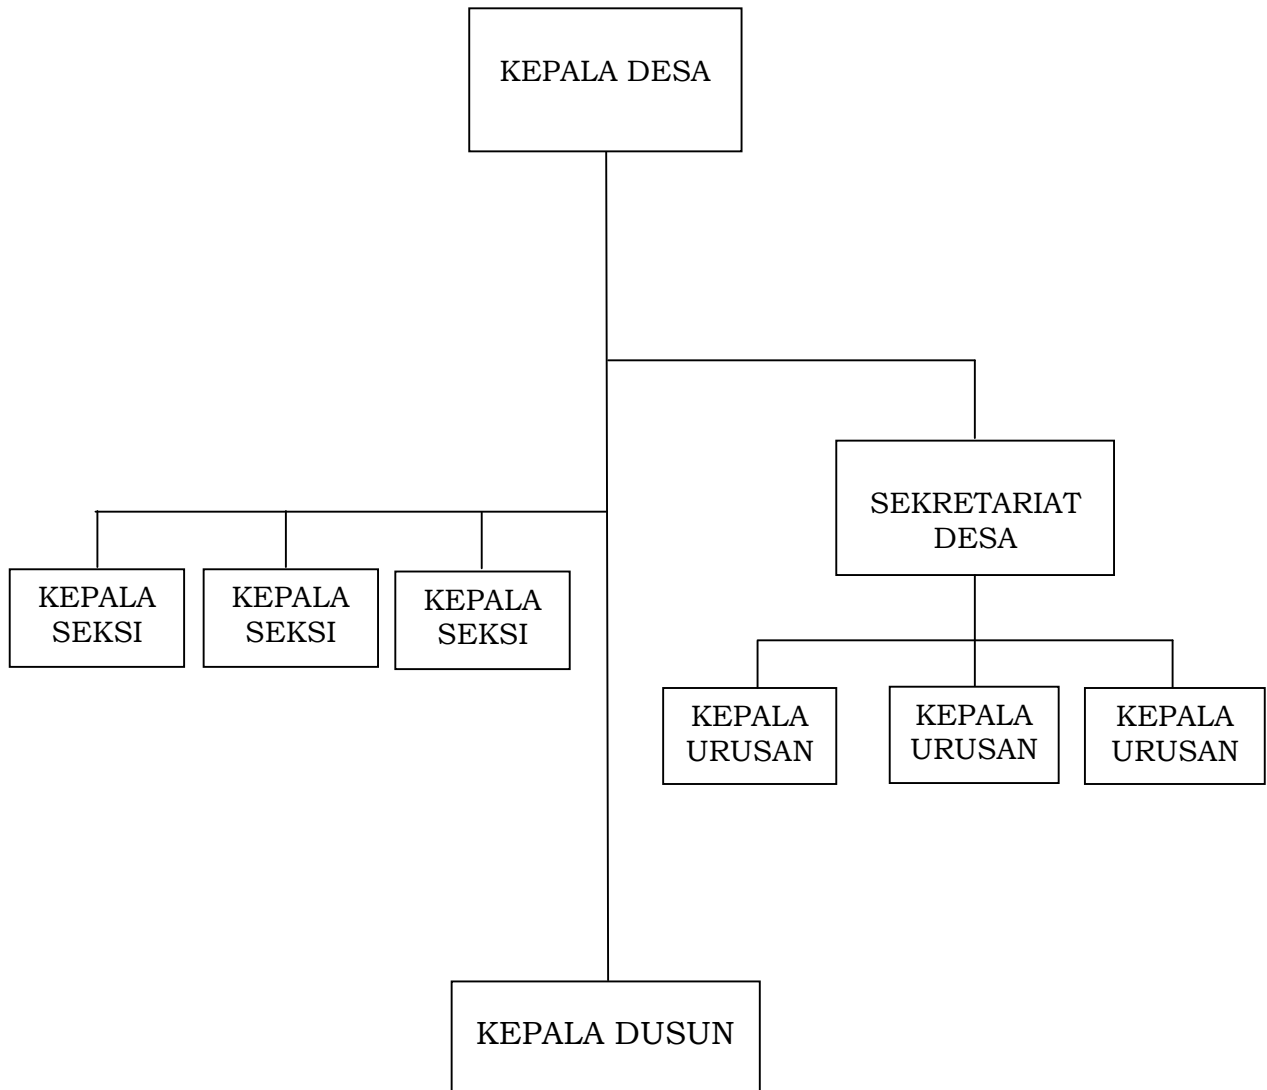 KEPALA DESA
SEKRETARIAT
DESA
KEPALA
SEKSI
KEPALA
SEKSI
KEPALA
SEKSI
KEPALA
URUSAN
KEPALA
URUSAN
KEPALA
URUSAN
KEPALA DUSUN